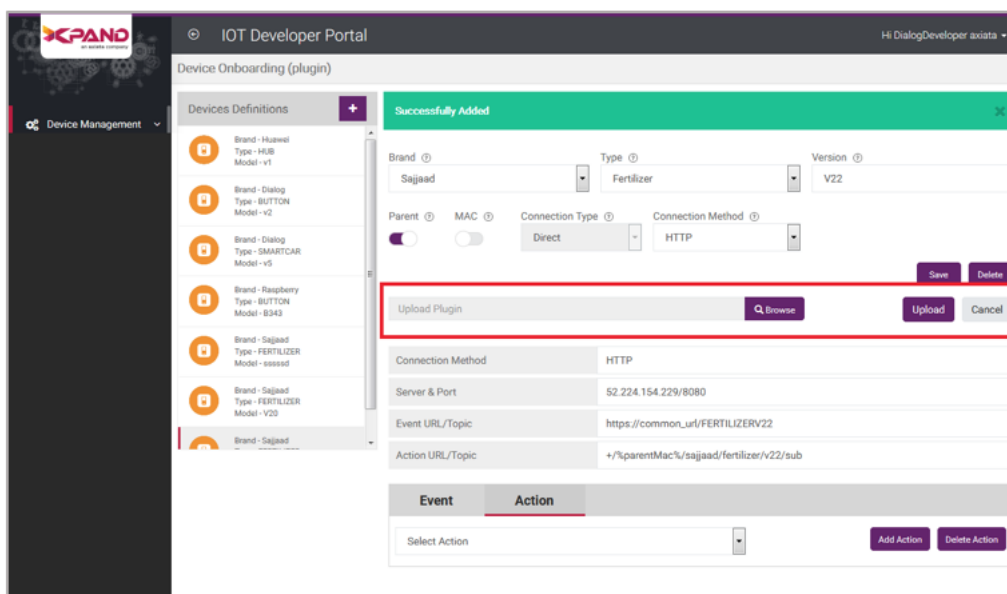 XPAND
an axiata company
IOT Developer Portal
Hi DialogDeveloper axiata
Device Onboarding (plugin)
Device Management
Devices Definitions
+
Brand - Huawei
Type - HUB
Model - v1
Brand - Dialog
Type - BUTTON
Model - v2
Brand - Dialog
Type - SMARTCAR
Model - v5
Brand - Raspberry
Type - BUTTON
Model - B343
Brand - Sajjaad
Type - FERTILIZER
Model - sssssd
Brand - Sajjaad
Type - FERTILIZER
Model - V20
Brand - Sajjaad
Successfully Added
Brand
Type
Version
Sajjaad
Fertilizer
V22
Parent
MAC
Connection Type
Connection Method
Direct
HTTP
Save
Delete
Upload Plugin
Browse
Upload
Cancel
Connection Method
HTTP
Server & Port
52.224.154.229/8080
Event URL/Topic
https://common_url/FERTILIZERV22
Action URL/Topic
+/%parentMac%/sajjaad/fertilizer/v22/sub
Event
Action
Select Action
Add Action
Delete Action